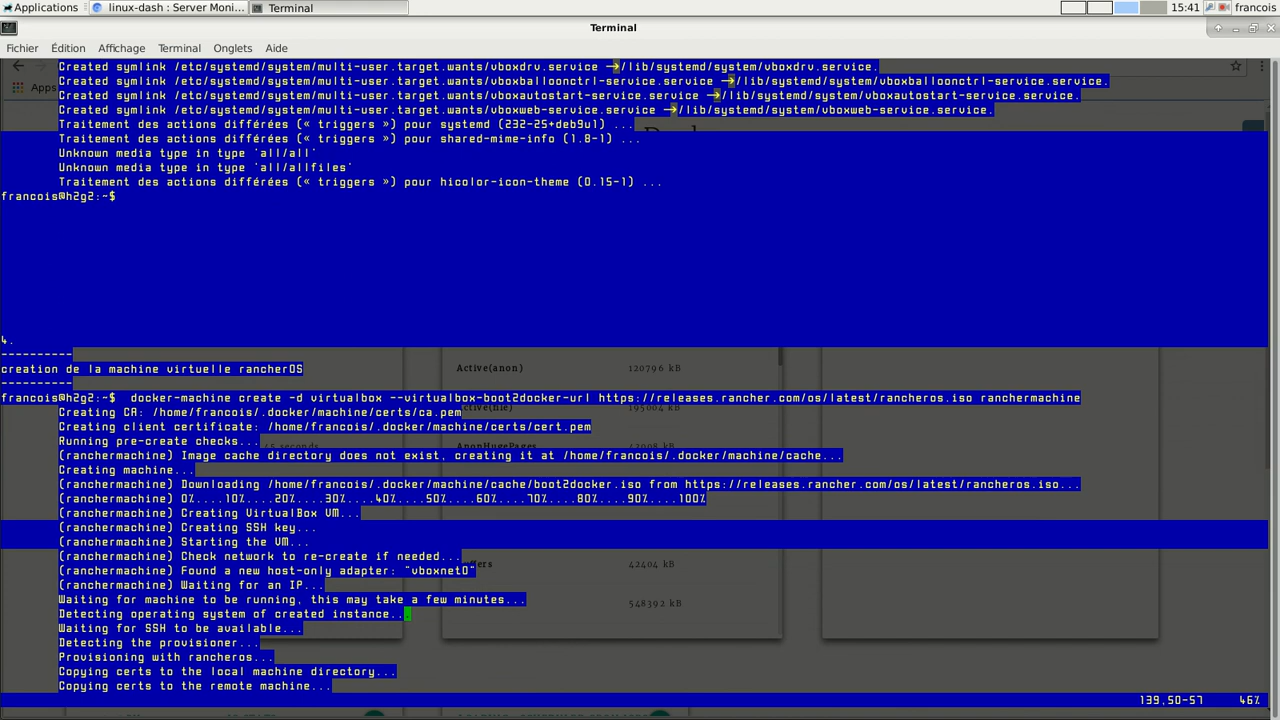 Applications linux-dash : Server Moni... Terminal 15:41 francois
Terminal
Fichier Édition Affichage Terminal Onglets Aide
Created symlink /etc/systemd/system/multi-user.target.wants/vboxdrv.service → /lib/systemd/system/vboxdrv.service.
Created symlink /etc/systemd/system/multi-user.target.wants/vboxballoonctrl-service.service → /lib/systemd/system/vboxballoonctrl-service.service.
Created symlink /etc/systemd/system/multi-user.target.wants/vboxautostart-service.service → /lib/systemd/system/vboxautostart-service.service.
Created symlink /etc/systemd/system/multi-user.target.wants/vboxweb-service.service → /lib/systemd/system/vboxweb-service.service.
Traitement des actions différées (« triggers ») pour systemd (232-25+deb9u1) ...
Traitement des actions différées (« triggers ») pour shared-mime-info (1.8-1) ...
Unknown media type in type 'all/all'
Unknown media type in type 'all/allfiles'
Traitement des actions différées (« triggers ») pour hicolor-icon-theme (0.15-1) ...
francois@h2g2:~$
4.
----------
creation de la machine virtuelle rancherOS
----------
francois@h2g2:~$  docker-machine create -d virtualbox --virtualbox-boot2docker-url https://releases.rancher.com/os/latest/rancheros.iso ranchermachine
Creating CA: /home/francois/.docker/machine/certs/ca.pem
Creating client certificate: /home/francois/.docker/machine/certs/cert.pem
Running pre-create checks...
(ranchermachine) Image cache directory does not exist, creating it at /home/francois/.docker/machine/cache...
Creating machine...
(ranchermachine) Downloading /home/francois/.docker/machine/cache/boot2docker.iso from https://releases.rancher.com/os/latest/rancheros.iso...
(ranchermachine) 0%....10%....20%....30%....40%....50%....60%....70%....80%....90%....100%
(ranchermachine) Creating VirtualBox VM...
(ranchermachine) Creating SSH key...
(ranchermachine) Starting the VM...
(ranchermachine) Check network to re-create if needed...
(ranchermachine) Found a new host-only adapter: "vboxnet0"
(ranchermachine) Waiting for an IP...
Waiting for machine to be running, this may take a few minutes...
Detecting operating system of created instance...
Waiting for SSH to be available...
Detecting the provisioner...
Provisioning with rancheros...
Copying certs to the local machine directory...
Copying certs to the remote machine...
139,50-57 46%
Apps
Active(anon) 120796 kB
Active(file) 195004 kB
AnonHugePages
42404 kB
548392 kB